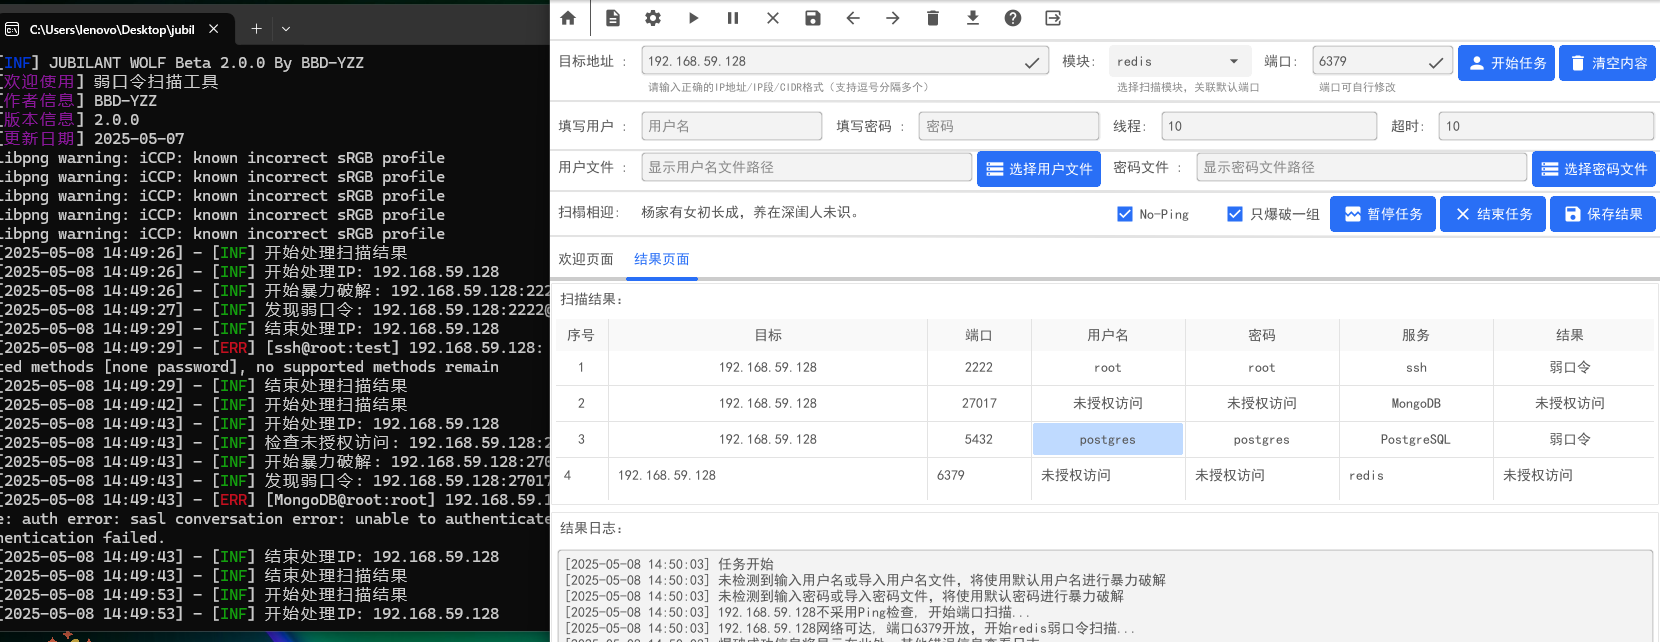 C:\Users\lenovo\Desktop\jubil
[INF] JUBILANT WOLF Beta 2.0.0 By BBD-YZZ
[欢迎使用] 弱口令扫描工具
[作者信息] BBD-YZZ
[版本信息] 2.0.0
[更新日期] 2025-05-07
libpng warning: iCCP: known incorrect sRGB profile
libpng warning: iCCP: known incorrect sRGB profile
libpng warning: iCCP: known incorrect sRGB profile
libpng warning: iCCP: known incorrect sRGB profile
libpng warning: iCCP: known incorrect sRGB profile
[2025-05-08 14:49:26] - [INF] 开始处理扫描结果
[2025-05-08 14:49:26] - [INF] 开始处理IP: 192.168.59.128
[2025-05-08 14:49:26] - [INF] 开始暴力破解: 192.168.59.128:222
[2025-05-08 14:49:27] - [INF] 发现弱口令: 192.168.59.128:2222@
[2025-05-08 14:49:29] - [INF] 结束处理IP: 192.168.59.128
[2025-05-08 14:49:29] - [ERR] [ssh@root:test] 192.168.59.128:
ted methods [none password], no supported methods remain
[2025-05-08 14:49:29] - [INF] 结束处理扫描结果
[2025-05-08 14:49:42] - [INF] 开始处理扫描结果
[2025-05-08 14:49:43] - [INF] 开始处理IP: 192.168.59.128
[2025-05-08 14:49:43] - [INF] 检查未授权访问: 192.168.59.128:2
[2025-05-08 14:49:43] - [INF] 开始暴力破解: 192.168.59.128:270
[2025-05-08 14:49:43] - [INF] 发现弱口令: 192.168.59.128:27017
[2025-05-08 14:49:43] - [ERR] [MongoDB@root:root] 192.168.59.1
e: auth error: sasl conversation error: unable to authenticate
hentication failed.
[2025-05-08 14:49:43] - [INF] 结束处理IP: 192.168.59.128
[2025-05-08 14:49:43] - [INF] 结束处理扫描结果
[2025-05-08 14:49:53] - [INF] 开始处理扫描结果
[2025-05-08 14:49:53] - [INF] 开始处理IP: 192.168.59.128
目标地址 : 192.168.59.128 模块: redis 端口: 6379 开始任务 清空内容
请输入正确的IP地址/IP段/CIDR格式（支持逗号分隔多个） 选择扫描模块，关联默认端口 端口可自行修改
填写用户 : 用户名 填写密码 : 密码 线程: 10 超时: 10
用户文件 : 显示用户名文件路径 选择用户文件 密码文件 : 显示密码文件路径 选择密码文件
扫榻相迎: 杨家有女初长成，养在深闺人未识。 No-Ping 只爆破一组 暂停任务 结束任务 保存结果
欢迎页面 结果页面
扫描结果:
序号 目标 端口 用户名 密码 服务 结果
1 192.168.59.128 2222 root root ssh 弱口令
2 192.168.59.128 27017 未授权访问 未授权访问 MongoDB 未授权访问
3 192.168.59.128 5432 postgres postgres PostgreSQL 弱口令
4 192.168.59.128 6379 未授权访问 未授权访问 redis 未授权访问
结果日志:
[2025-05-08 14:50:03] 任务开始
[2025-05-08 14:50:03] 未检测到输入用户名或导入用户名文件，将使用默认用户名进行暴力破解
[2025-05-08 14:50:03] 未检测到输入密码或导入密码文件，将使用默认密码进行暴力破解
[2025-05-08 14:50:03] 192.168.59.128不采用Ping检查, 开始端口扫描...
[2025-05-08 14:50:03] 192.168.59.128网络可达, 端口6379开放，开始redis弱口令扫描...